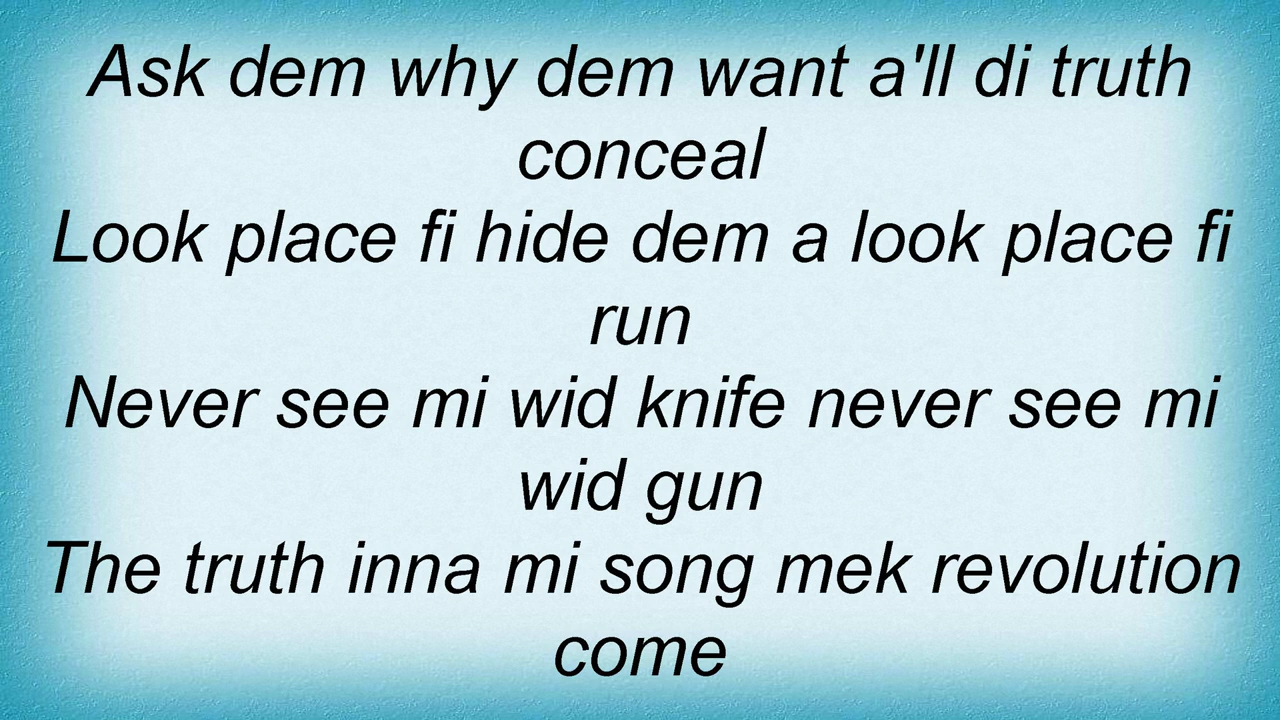 Ask dem why dem want a'll di truth
conceal
Look place fi hide dem a look place fi
run
Never see mi wid knife never see mi
wid gun
The truth inna mi song mek revolution
come